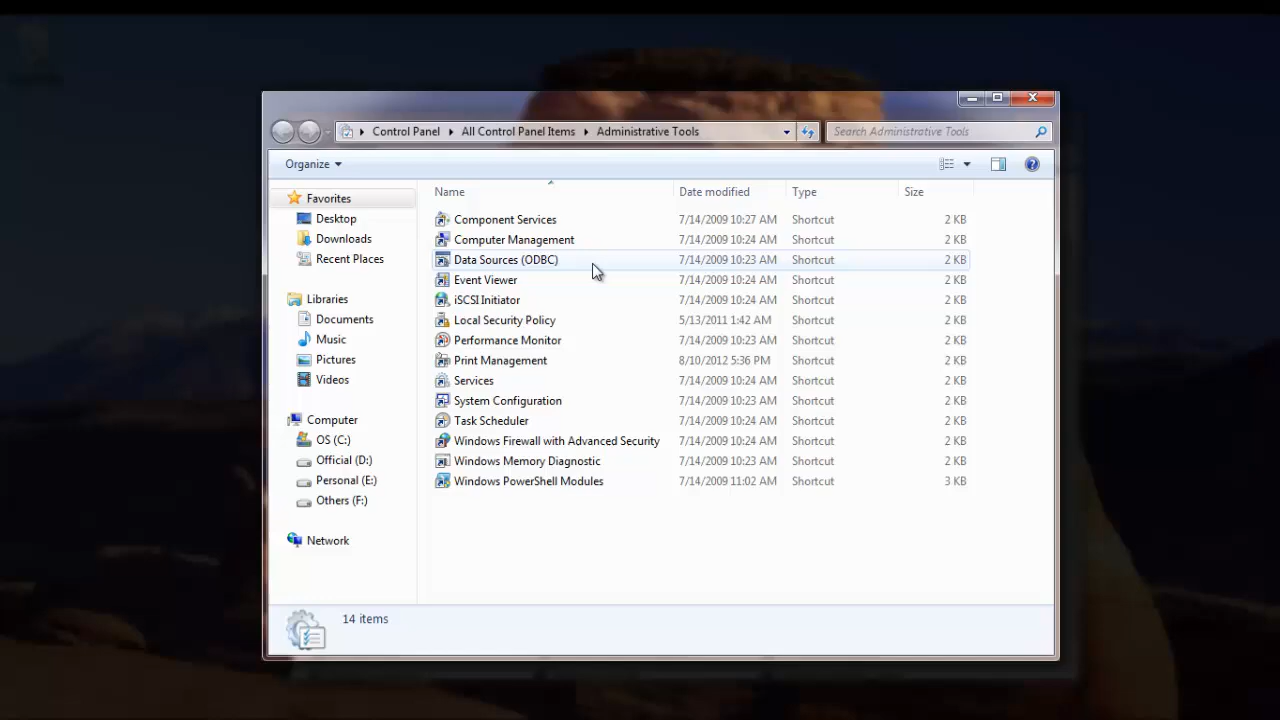 Control Panel All Control Panel Items Administrative Tools Search Administrative Tools
Organize
Name Date modified Type Size
Favorites
Desktop
Downloads
Recent Places
Libraries
Documents
Music
Pictures
Videos
Computer
OS (C:)
Official (D:)
Personal (E:)
Others (F:)
Network
Component Services 7/14/2009 10:27 AM Shortcut 2 KB
Computer Management 7/14/2009 10:24 AM Shortcut 2 KB
Data Sources (ODBC) 7/14/2009 10:23 AM Shortcut 2 KB
Event Viewer 7/14/2009 10:24 AM Shortcut 2 KB
iSCSI Initiator 7/14/2009 10:24 AM Shortcut 2 KB
Local Security Policy 5/13/2011 1:42 AM Shortcut 2 KB
Performance Monitor 7/14/2009 10:23 AM Shortcut 2 KB
Print Management 8/10/2012 5:36 PM Shortcut 2 KB
Services 7/14/2009 10:24 AM Shortcut 2 KB
System Configuration 7/14/2009 10:23 AM Shortcut 2 KB
Task Scheduler 7/14/2009 10:24 AM Shortcut 2 KB
Windows Firewall with Advanced Security 7/14/2009 10:24 AM Shortcut 2 KB
Windows Memory Diagnostic 7/14/2009 10:23 AM Shortcut 2 KB
Windows PowerShell Modules 7/14/2009 11:02 AM Shortcut 3 KB
14 items